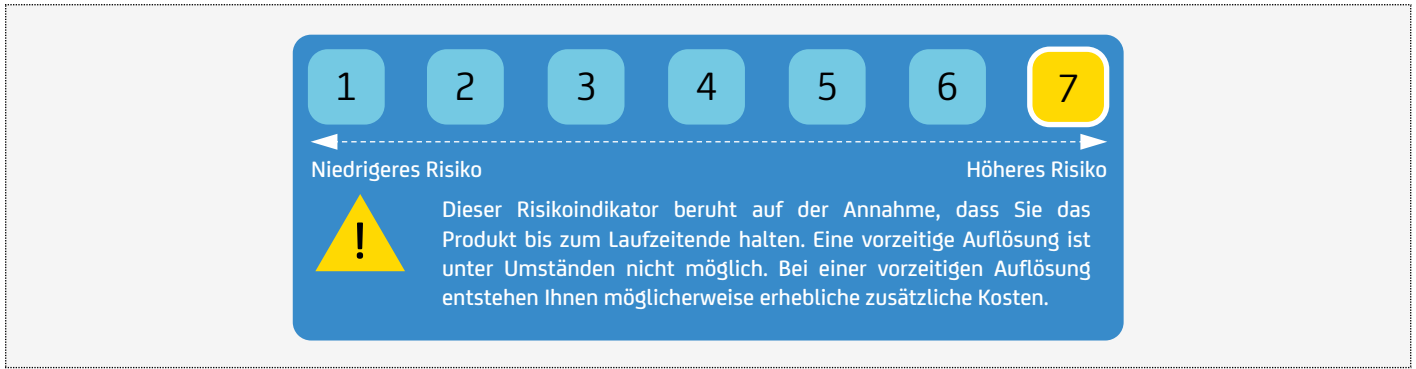 1 2 3 4 5 6 7
Niedrigeres Risiko Höheres Risiko
!
Dieser Risikoindikator beruht auf der Annahme, dass Sie das
Produkt bis zum Laufzeitende halten. Eine vorzeitige Auflösung ist
unter Umständen nicht möglich. Bei einer vorzeitigen Auflösung
entstehen Ihnen möglicherweise erhebliche zusätzliche Kosten.